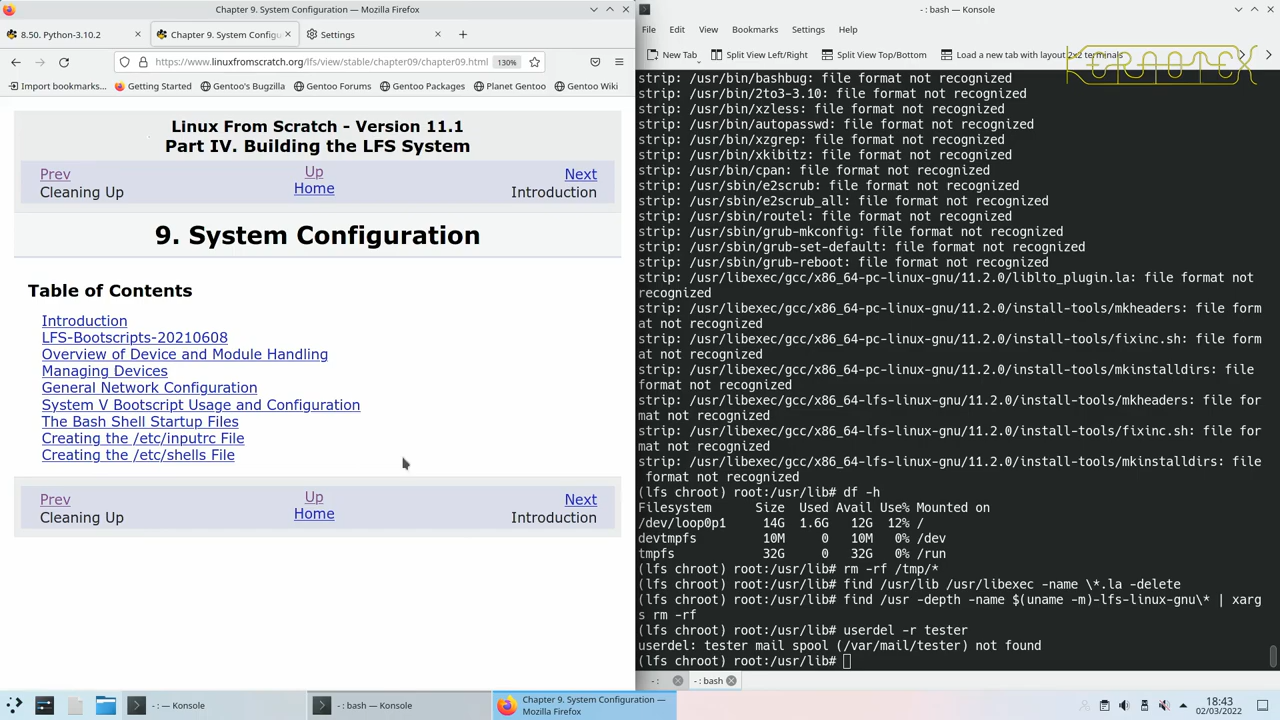 Chapter 9. System Configuration — Mozilla Firefox
8.50. Python-3.10.2
Chapter 9. System Configu
Settings
https://www.linuxfromscratch.org/lfs/view/stable/chapter09/chapter09.html
130%
Import bookmarks...
Getting Started
Gentoo's Bugzilla
Gentoo Forums
Gentoo Packages
Planet Gentoo
Gentoo Wiki
Linux From Scratch - Version 11.1
Part IV. Building the LFS System
Prev
Up
Next
Cleaning Up
Home
Introduction
9. System Configuration
Table of Contents
Introduction
LFS-Bootscripts-20210608
Overview of Device and Module Handling
Managing Devices
General Network Configuration
System V Bootscript Usage and Configuration
The Bash Shell Startup Files
Creating the /etc/inputrc File
Creating the /etc/shells File
Prev
Up
Next
Cleaning Up
Home
Introduction
- : bash — Konsole
File
Edit
View
Bookmarks
Settings
Help
New Tab
Split View Left/Right
Split View Top/Bottom
Load a new tab with layout 2x2 terminals
KERNOTEX
strip: /usr/bin/bashbug: file format not recognized
strip: /usr/bin/2to3-3.10: file format not recognized
strip: /usr/bin/xzless: file format not recognized
strip: /usr/bin/autopasswd: file format not recognized
strip: /usr/bin/xzgrep: file format not recognized
strip: /usr/bin/xkibitz: file format not recognized
strip: /usr/bin/cpan: file format not recognized
strip: /usr/sbin/e2scrub: file format not recognized
strip: /usr/sbin/e2scrub_all: file format not recognized
strip: /usr/sbin/routel: file format not recognized
strip: /usr/sbin/grub-mkconfig: file format not recognized
strip: /usr/sbin/grub-set-default: file format not recognized
strip: /usr/sbin/grub-reboot: file format not recognized
strip: /usr/libexec/gcc/x86_64-pc-linux-gnu/11.2.0/liblto_plugin.la: file format not
recognized
strip: /usr/libexec/gcc/x86_64-pc-linux-gnu/11.2.0/install-tools/mkheaders: file form
at not recognized
strip: /usr/libexec/gcc/x86_64-pc-linux-gnu/11.2.0/install-tools/fixinc.sh: file form
at not recognized
strip: /usr/libexec/gcc/x86_64-pc-linux-gnu/11.2.0/install-tools/mkinstalldirs: file
format not recognized
strip: /usr/libexec/gcc/x86_64-lfs-linux-gnu/11.2.0/install-tools/mkheaders: file for
mat not recognized
strip: /usr/libexec/gcc/x86_64-lfs-linux-gnu/11.2.0/install-tools/fixinc.sh: file for
mat not recognized
strip: /usr/libexec/gcc/x86_64-lfs-linux-gnu/11.2.0/install-tools/mkinstalldirs: file
format not recognized
(lfs chroot) root:/usr/lib# df -h
Filesystem Size Used Avail Use% Mounted on
/dev/loop0p1 14G 1.6G 12G 12% /
devtmpfs 10M 0 10M 0% /dev
tmpfs 32G 0 32G 0% /run
(lfs chroot) root:/usr/lib# rm -rf /tmp/*
(lfs chroot) root:/usr/lib# find /usr/lib /usr/libexec -name \*.la -delete
(lfs chroot) root:/usr/lib# find /usr -depth -name $(uname -m)-lfs-linux-gnu\* | xarg
s rm -rf
(lfs chroot) root:/usr/lib# userdel -r tester
userdel: tester mail spool (/var/mail/tester) not found
(lfs chroot) root:/usr/lib#
- :
- : bash
- : — Konsole
- : bash — Konsole
Chapter 9. System Configuration —
Mozilla Firefox
18:43
02/03/2022